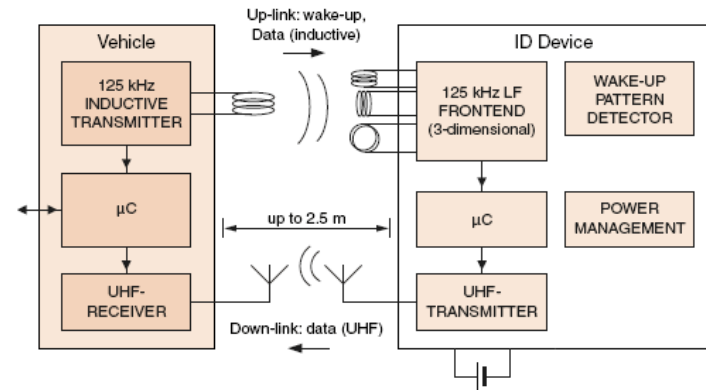 Up-link: wake-up,
Data (inductive)
Vehicle
125 kHz
INDUCTIVE
TRANSMITTER
µC
UHF-
RECEIVER
up to 2.5 m
Down-link: data (UHF)
ID Device
125 kHz LF
FRONTEND
(3-dimensional)
WAKE-UP
PATTERN
DETECTOR
µC
POWER
MANAGEMENT
UHF-
TRANSMITTER